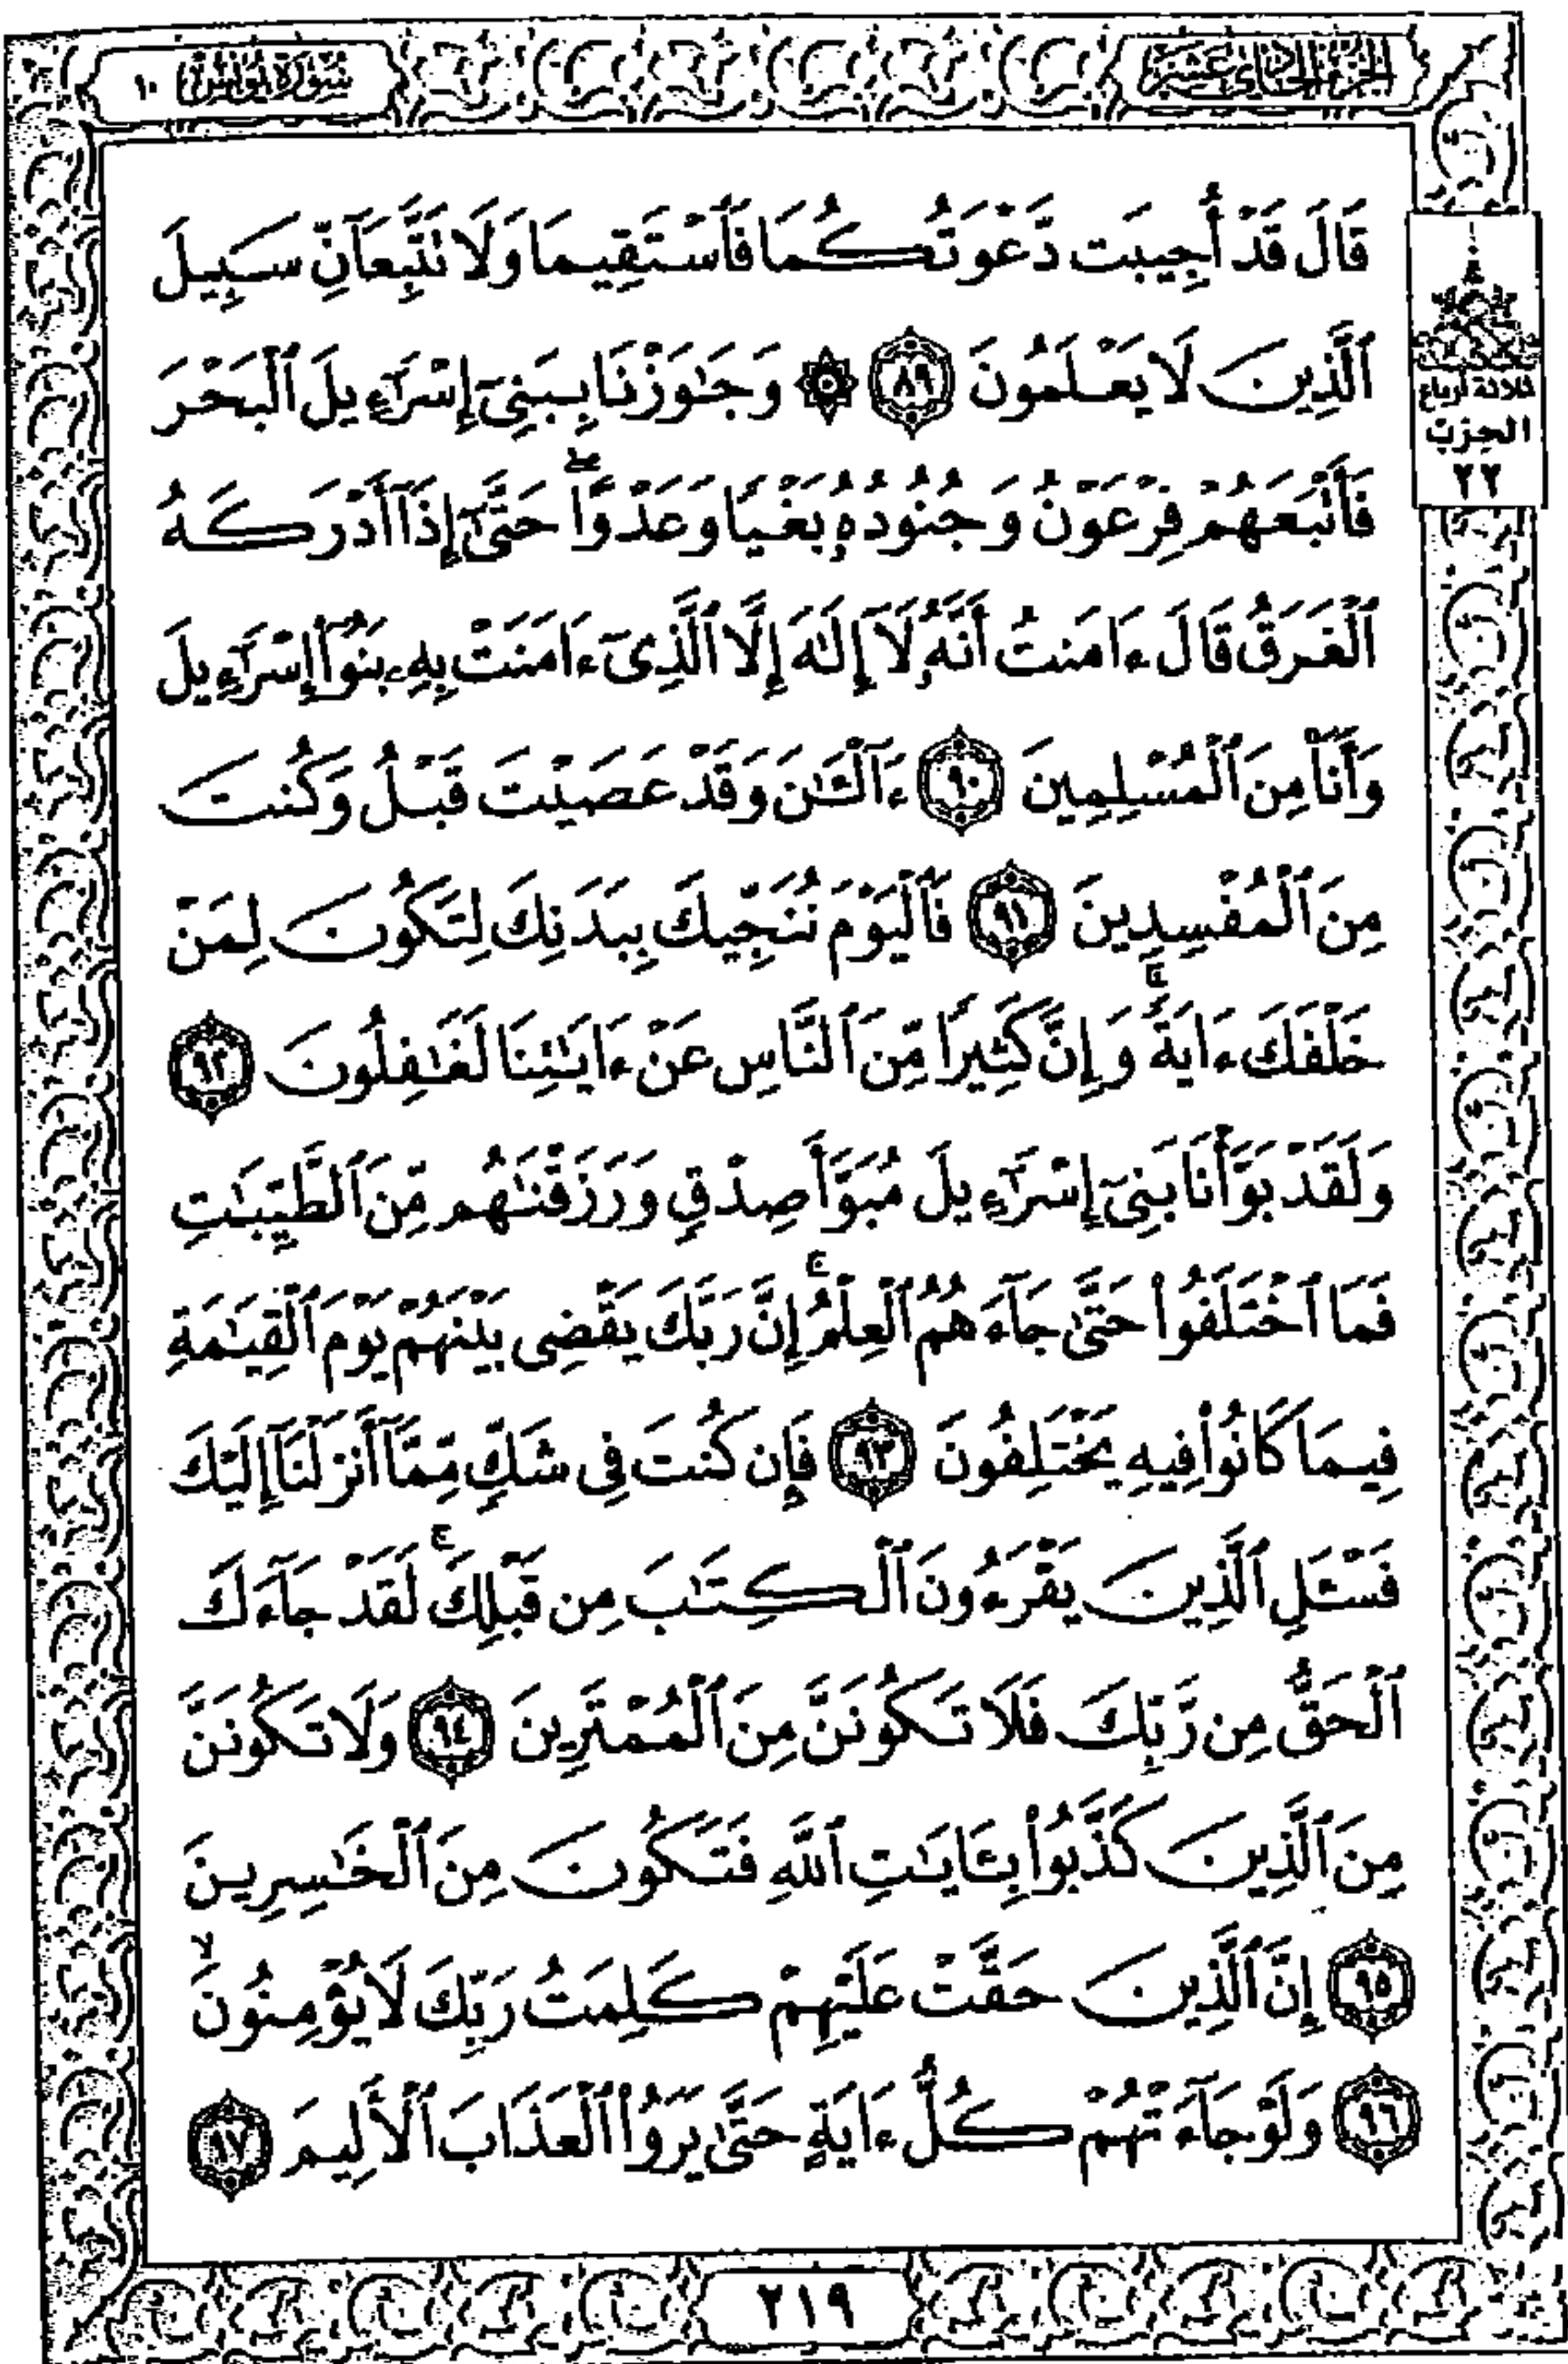 الجزء الحادي عشر
سورة يونس ١٠
قَالَ قَدْ أُجِيبَت دَّعْوَتُكُمَا فَٱسْتَقِيمَا وَلَا تَتَّبِعَآنِّ سَبِيلَ
ٱلَّذِينَ لَا يَعْلَمُونَ ٨٩ ۞ وَجَٰوَزْنَا بِبَنِىٓ إِسْرَٰٓءِيلَ ٱلْبَحْرَ
فَأَتْبَعَهُمْ فِرْعَوْنُ وَجُنُودُهُۥ بَغْيًا وَعَدْوًا ۖ حَتَّىٰٓ إِذَآ أَدْرَكَهُ
ٱلْغَرَقُ قَالَ ءَامَنتُ أَنَّهُۥ لَآ إِلَٰهَ إِلَّا ٱلَّذِىٓ ءَامَنَتْ بِهِۦ بَنُوٓا۟ إِسْرَٰٓءِيلَ
وَأَنَا۠ مِنَ ٱلْمُسْلِمِينَ ٩٠ ءَآلْـَٰٔنَ وَقَدْ عَصَيْتَ قَبْلُ وَكُنتَ
مِنَ ٱلْمُفْسِدِينَ ٩١ فَٱلْيَوْمَ نُنَجِّيكَ بِبَدَنِكَ لِتَكُونَ لِمَنْ
خَلْفَكَ ءَايَةً ۚ وَإِنَّ كَثِيرًا مِّنَ ٱلنَّاسِ عَنْ ءَايَٰتِنَا لَغَٰفِلُونَ ٩٢
وَلَقَدْ بَوَّأْنَا بَنِىٓ إِسْرَٰٓءِيلَ مُبَوَّأَ صِدْقٍ وَرَزَقْنَٰهُم مِّنَ ٱلطَّيِّبَٰتِ
فَمَا ٱخْتَلَفُوا۟ حَتَّىٰ جَآءَهُمُ ٱلْعِلْمُ ۚ إِنَّ رَبَّكَ يَقْضِى بَيْنَهُمْ يَوْمَ ٱلْقِيَٰمَةِ
فِيمَا كَانُوا۟ فِيهِ يَخْتَلِفُونَ ٩٣ فَإِن كُنتَ فِى شَكٍّ مِّمَّآ أَنزَلْنَآ إِلَيْكَ
فَسْـَٔلِ ٱلَّذِينَ يَقْرَءُونَ ٱلْكِتَٰبَ مِن قَبْلِكَ ۚ لَقَدْ جَآءَكَ
ٱلْحَقُّ مِن رَّبِّكَ فَلَا تَكُونَنَّ مِنَ ٱلْمُمْتَرِينَ ٩٤ وَلَا تَكُونَنَّ
مِنَ ٱلَّذِينَ كَذَّبُوا۟ بِـَٔايَٰتِ ٱللَّهِ فَتَكُونَ مِنَ ٱلْخَٰسِرِينَ
٩٥ إِنَّ ٱلَّذِينَ حَقَّتْ عَلَيْهِمْ كَلِمَتُ رَبِّكَ لَا يُؤْمِنُونَ ۙ
٩٦ وَلَوْ جَآءَتْهُمْ كُلُّ ءَايَةٍ حَتَّىٰ يَرَوُا۟ ٱلْعَذَابَ ٱلْأَلِيمَ ٩٧
ثلاثة أرباع
الحزب
٢٢
٢١٩